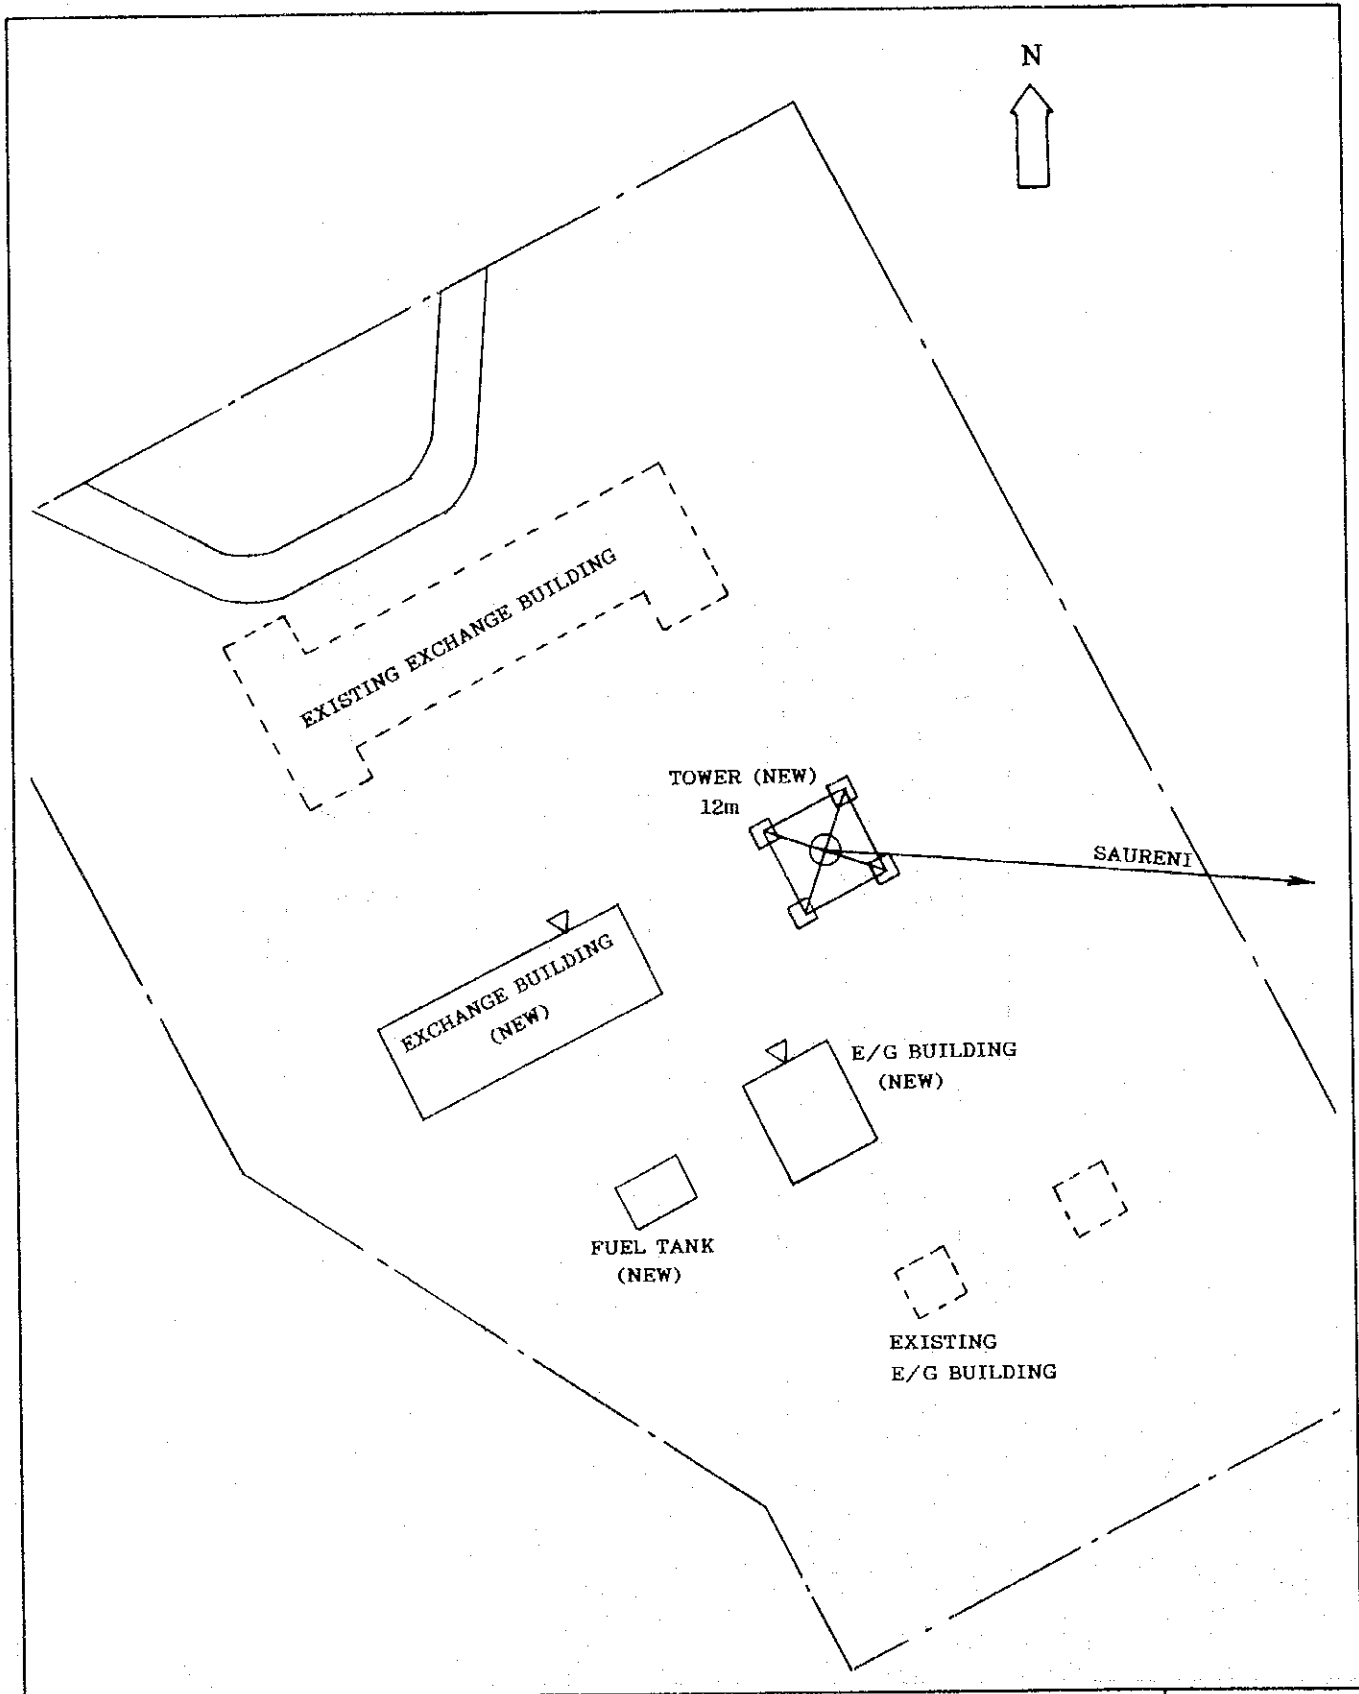 N
EXISTING EXCHANGE BUILDING
TOWER (NEW)
12m
SAURENI
EXCHANGE BUILDING
(NEW)
E/G BUILDING
(NEW)
FUEL TANK
(NEW)
EXISTING
E/G BUILDING